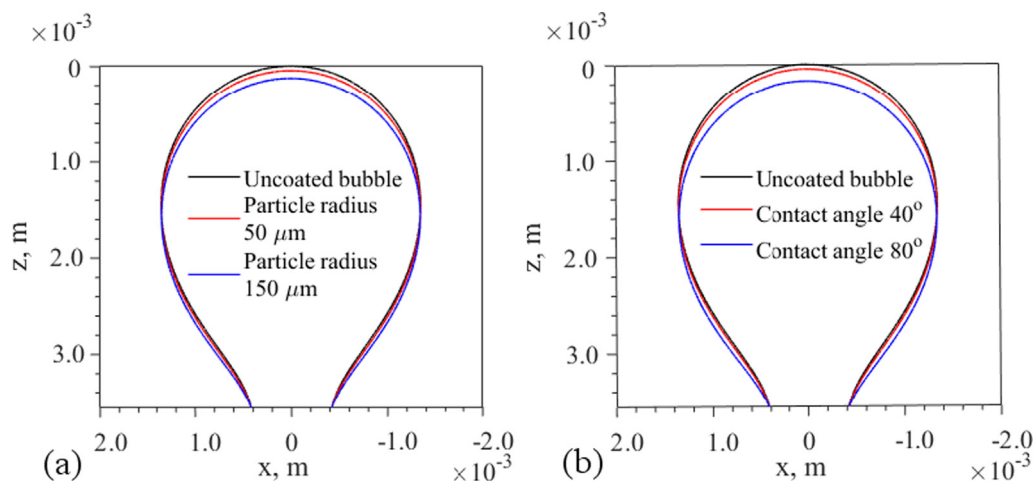 ×10⁻³
0
1.0
2.0
3.0
z, m
Uncoated bubble
Particle radius
50 μm
Particle radius
150 μm
2.0 1.0 0 -1.0 -2.0
x, m
×10⁻³
(a)
×10⁻³
0
1.0
2.0
3.0
z, m
Uncoated bubble
Contact angle 40°
Contact angle 80°
2.0 1.0 0 -1.0 -2.0
x, m
×10⁻³
(b)